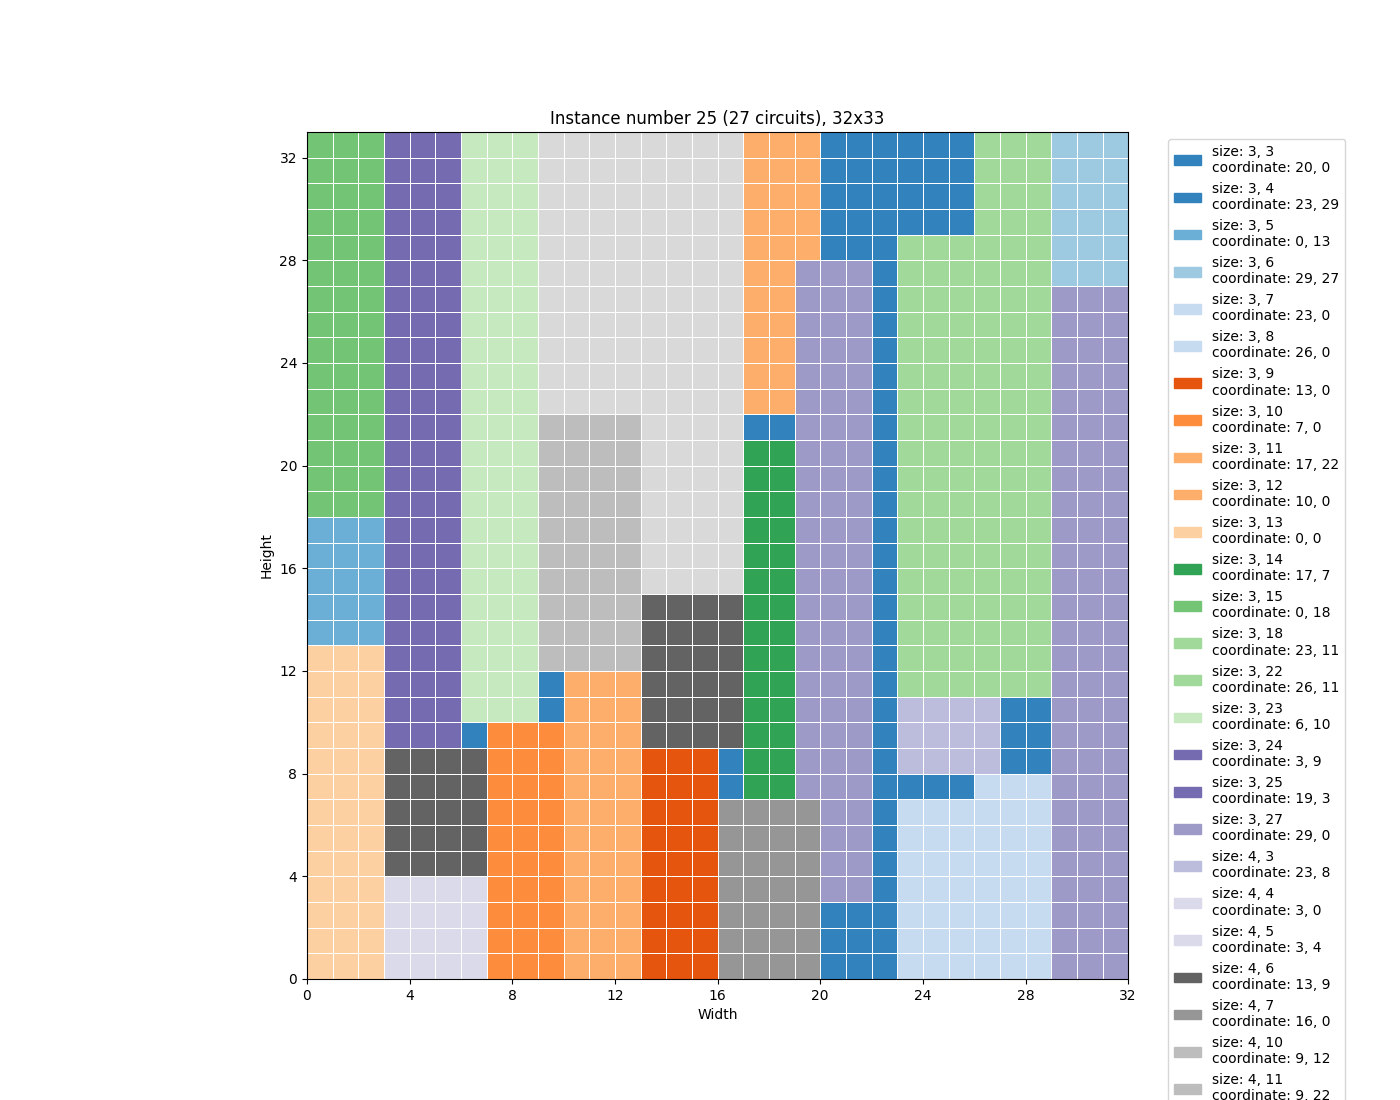 Instance number 25 (27 circuits), 32x33
32
28
24
20
16
12
8
4
0
Height
0
4
8
12
16
20
24
28
32
Width
size: 3, 3
coordinate: 20, 0
size: 3, 4
coordinate: 23, 29
size: 3, 5
coordinate: 0, 13
size: 3, 6
coordinate: 29, 27
size: 3, 7
coordinate: 23, 0
size: 3, 8
coordinate: 26, 0
size: 3, 9
coordinate: 13, 0
size: 3, 10
coordinate: 7, 0
size: 3, 11
coordinate: 17, 22
size: 3, 12
coordinate: 10, 0
size: 3, 13
coordinate: 0, 0
size: 3, 14
coordinate: 17, 7
size: 3, 15
coordinate: 0, 18
size: 3, 18
coordinate: 23, 11
size: 3, 22
coordinate: 26, 11
size: 3, 23
coordinate: 6, 10
size: 3, 24
coordinate: 3, 9
size: 3, 25
coordinate: 19, 3
size: 3, 27
coordinate: 29, 0
size: 4, 3
coordinate: 23, 8
size: 4, 4
coordinate: 3, 0
size: 4, 5
coordinate: 3, 4
size: 4, 6
coordinate: 13, 9
size: 4, 7
coordinate: 16, 0
size: 4, 10
coordinate: 9, 12
size: 4, 11
coordinate: 9, 22